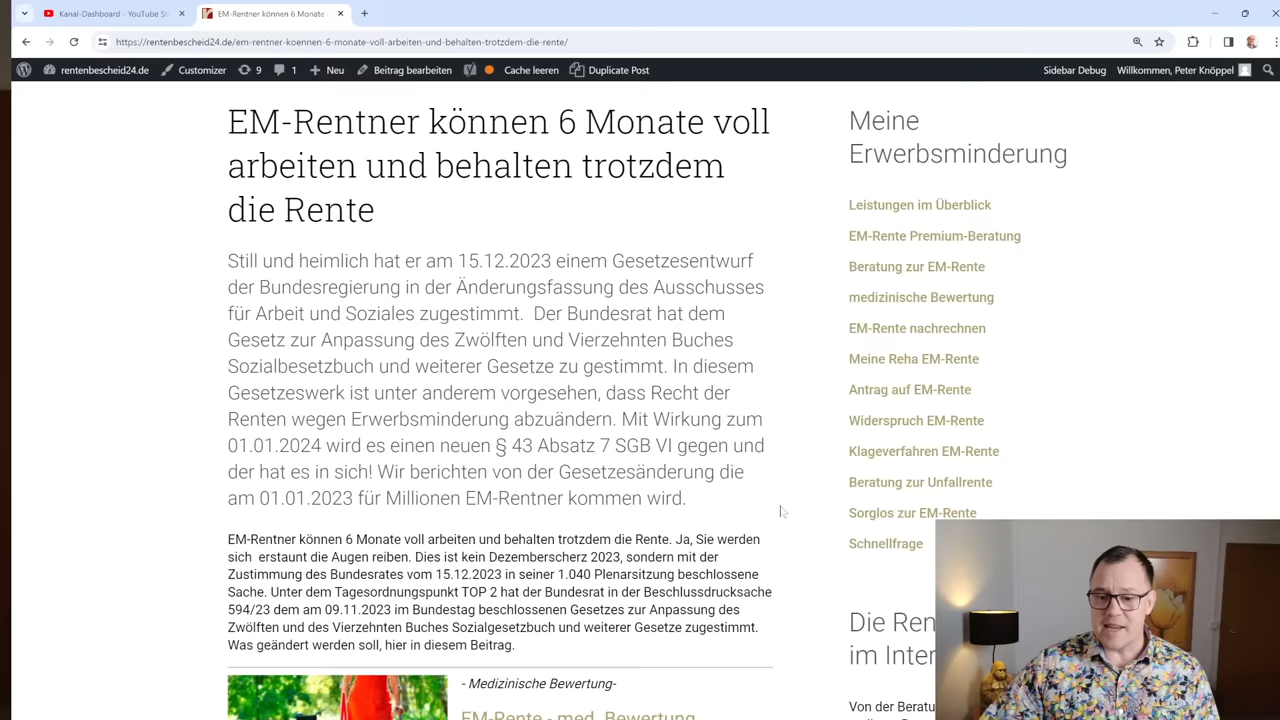 Kanal-Dashboard - YouTube St
EM-Rentner können 6 Monate
https://rentenbescheid24.de/em-rentner-koennen-6-monate-voll-arbeiten-und-behalten-trotzdem-die-rente/
rentenbescheid24.de Customizer 9 1 Neu Beitrag bearbeiten Cache leeren Duplicate Post Sidebar Debug Willkommen, Peter Knöppel
EM-Rentner können 6 Monate voll
arbeiten und behalten trotzdem
die Rente
Still und heimlich hat er am 15.12.2023 einem Gesetzesentwurf
der Bundesregierung in der Änderungsfassung des Ausschusses
für Arbeit und Soziales zugestimmt. Der Bundesrat hat dem
Gesetz zur Anpassung des Zwölften und Vierzehnten Buches
Sozialbesetzbuch und weiterer Gesetze zu gestimmt. In diesem
Gesetzeswerk ist unter anderem vorgesehen, dass Recht der
Renten wegen Erwerbsminderung abzuändern. Mit Wirkung zum
01.01.2024 wird es einen neuen § 43 Absatz 7 SGB VI gegen und
der hat es in sich! Wir berichten von der Gesetzesänderung die
am 01.01.2023 für Millionen EM-Rentner kommen wird.
EM-Rentner können 6 Monate voll arbeiten und behalten trotzdem die Rente. Ja, Sie werden
sich erstaunt die Augen reiben. Dies ist kein Dezemberscherz 2023, sondern mit der
Zustimmung des Bundesrates vom 15.12.2023 in seiner 1.040 Plenarsitzung beschlossene
Sache. Unter dem Tagesordnungspunkt TOP 2 hat der Bundesrat in der Beschlussdrucksache
594/23 dem am 09.11.2023 im Bundestag beschlossenen Gesetzes zur Anpassung des
Zwölften und des Vierzehnten Buches Sozialgesetzbuch und weiterer Gesetze zugestimmt.
Was geändert werden soll, hier in diesem Beitrag.
- Medizinische Bewertung-
EM-Rente - med. Bewertung
Meine
Erwerbsminderung
Leistungen im Überblick
EM-Rente Premium-Beratung
Beratung zur EM-Rente
medizinische Bewertung
EM-Rente nachrechnen
Meine Reha EM-Rente
Antrag auf EM-Rente
Widerspruch EM-Rente
Klageverfahren EM-Rente
Beratung zur Unfallrente
Sorglos zur EM-Rente
Schnellfrage
Die Ren
im Inter
Von der Beratu